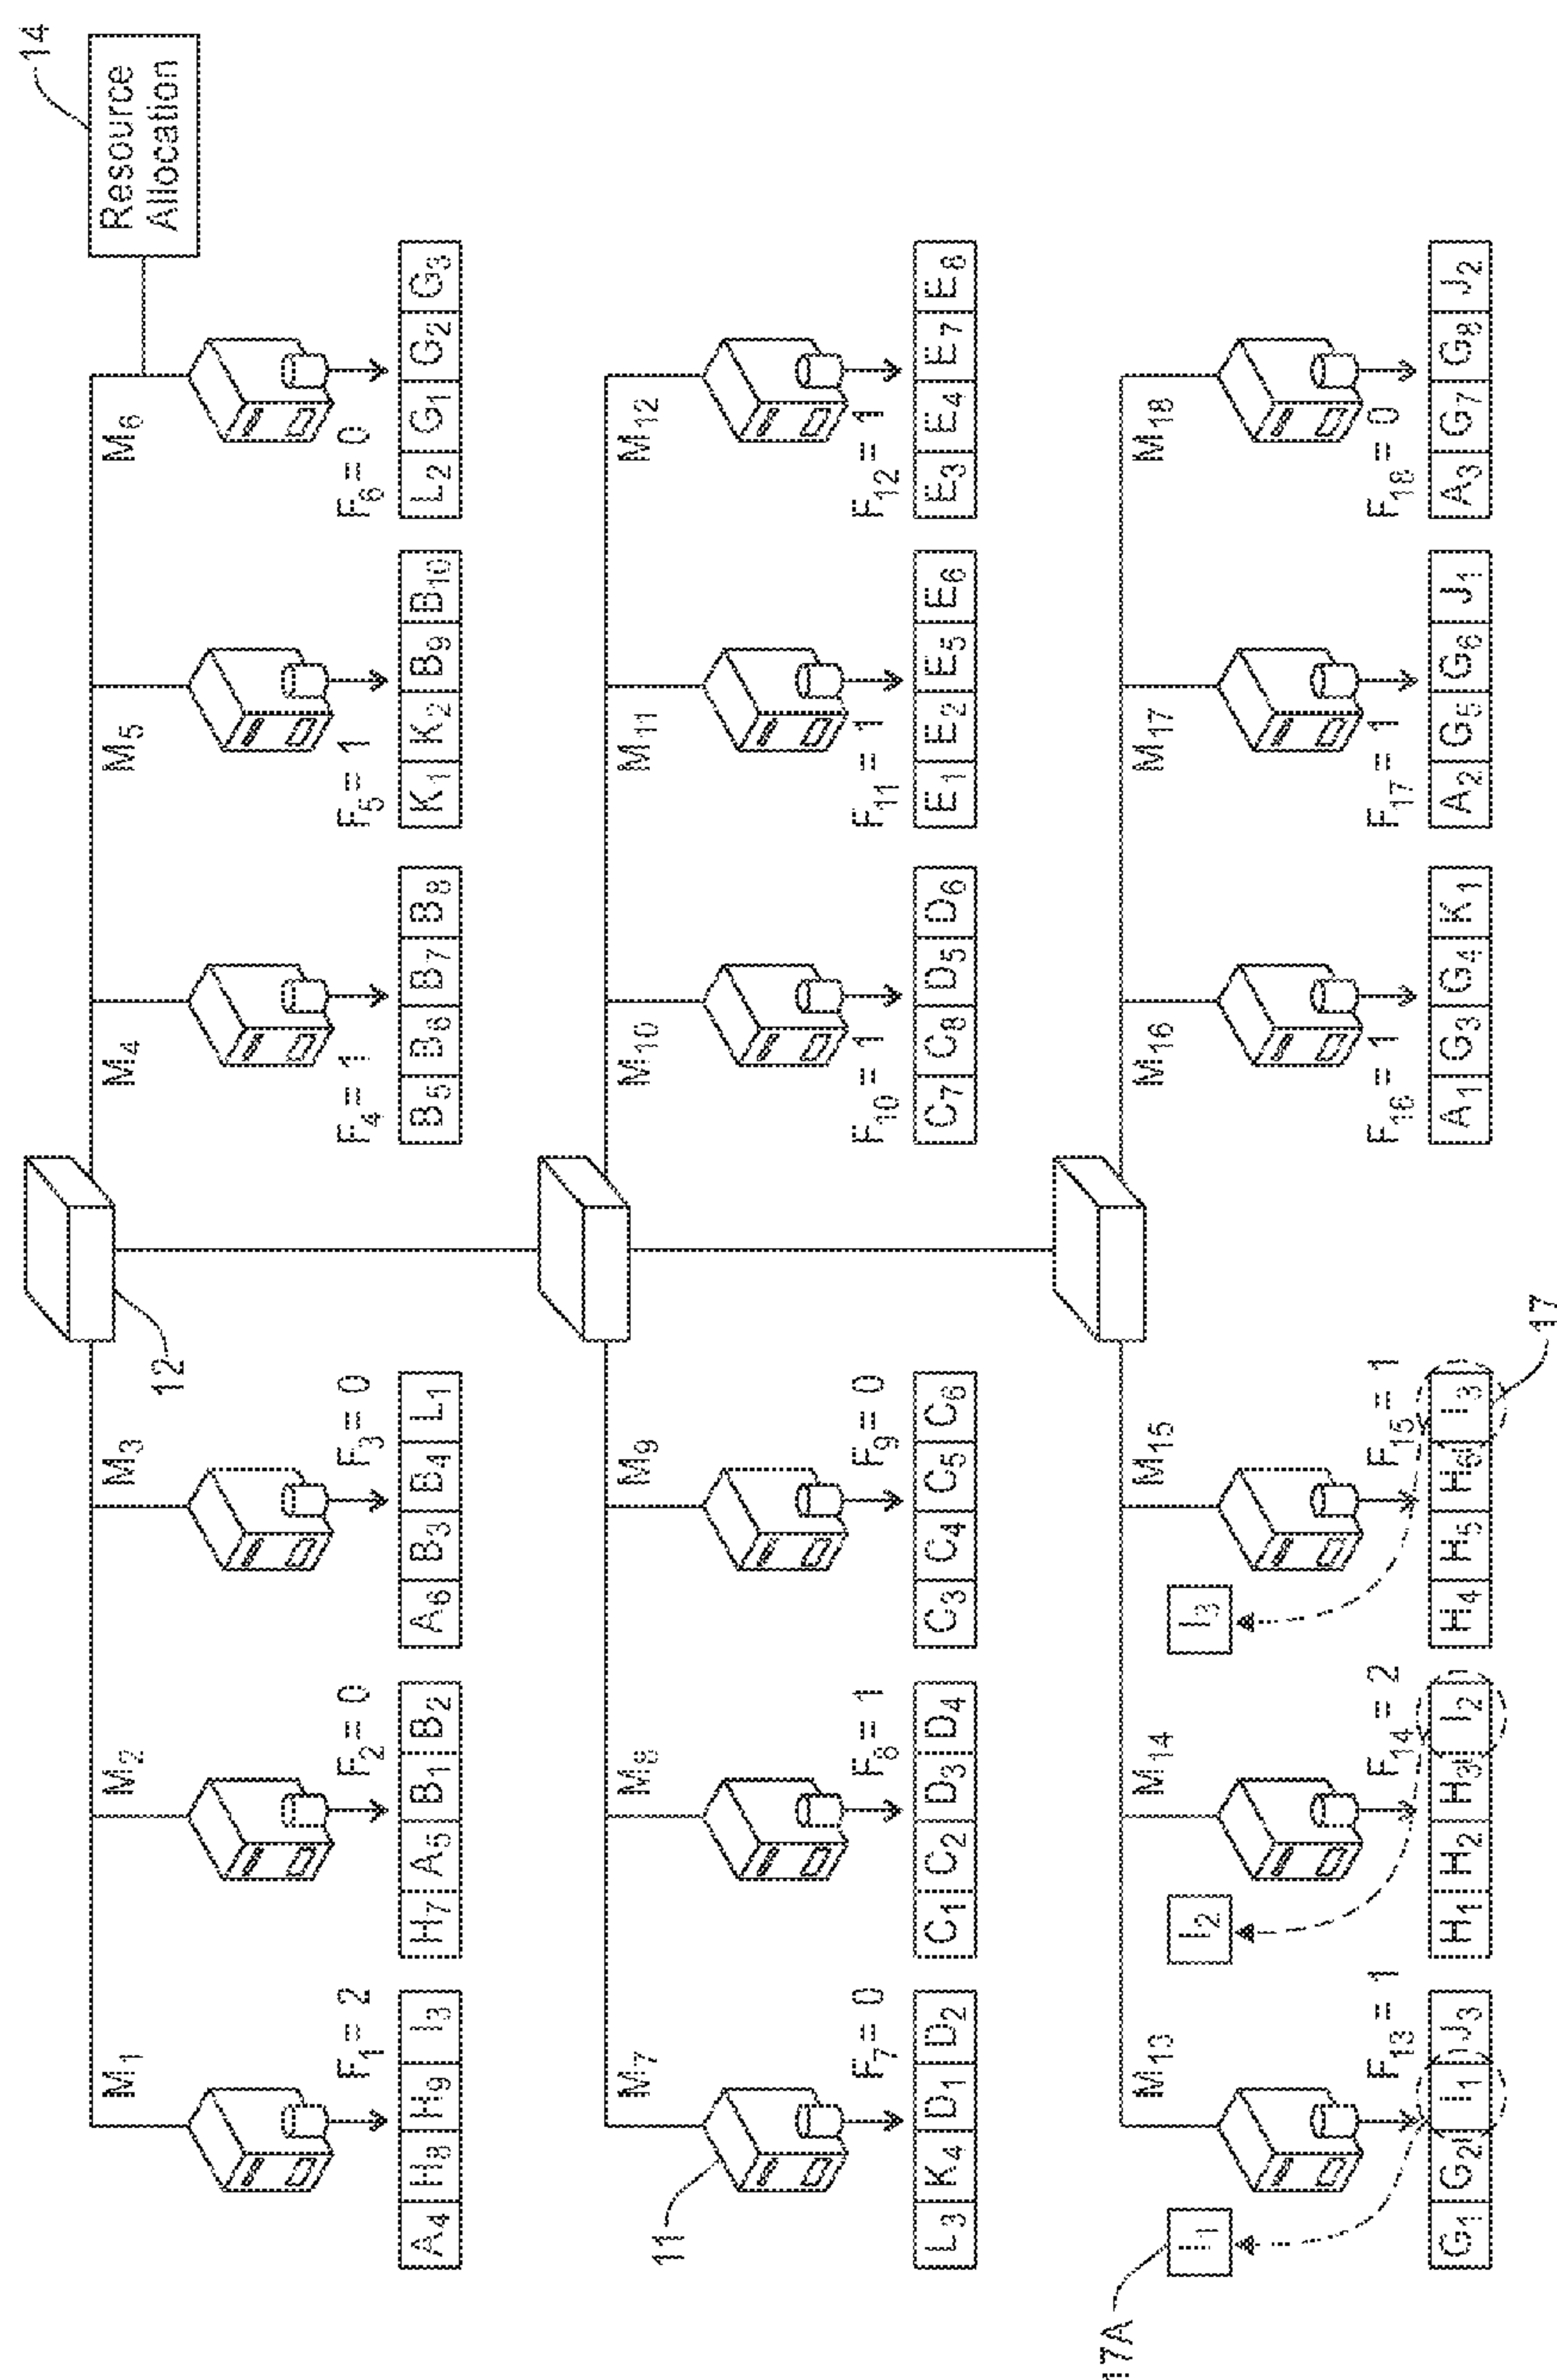 14
Resource
Allocation
M1 M2 M3 M4 M5 M6
12
F1 = 2 F2 = 0 F3 = 0 F4 = 1 F5 = 1 F6 = 0
A4 H8 H9 I3
H7 A5 B1 B2
A6 B3 B4 L1
B5 B6 B7 B8
K1 K2 B9 B10
L2 G1 G2 G3
M7 M8 M9 M10 M11 M12
11
F7 = 0 F8 = 1 F9 = 0 F10 = 1 F11 = 1 F12 = 1
L3 K4 D1 D2
C1 C2 D3 D4
C3 C4 C5 C6
C7 C8 D5 D6
E1 E2 E5 E6
E3 E4 E7 E8
M13 M14 M15 M16 M17 M18
17A
I1 I2 I3
F13 = 1 F14 = 2 F15 = 1 F16 = 1 F17 = 1 F18 = 0
G1 G2 I1 J3
H1 H2 H3 I2
H4 H5 H6 I3
A1 G3 G4 K1
A2 G5 G6 J1
A3 G7 G8 J2
17